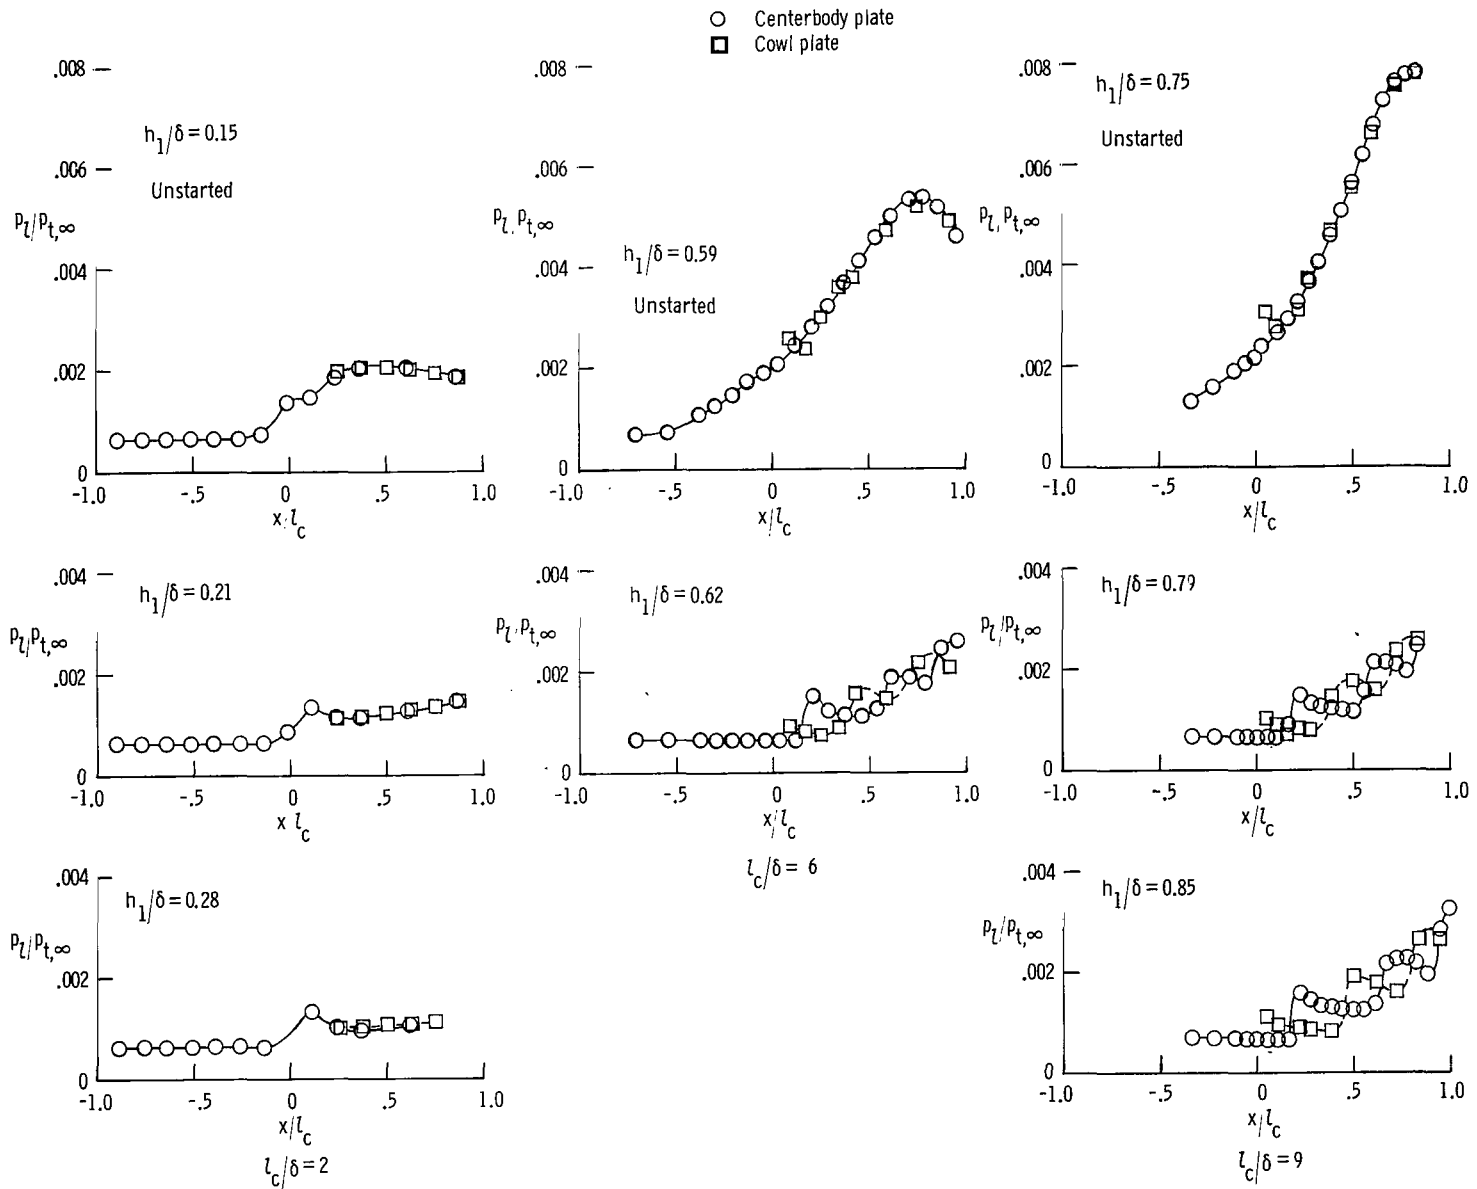 Centerbody plate
Cowl plate
.008
h1/δ = 0.15
.006
Unstarted
pl/pt,∞
.004
.002
0
-1.0 -.5 0 .5 1.0
x/lc
.008
.006
pl/pt,∞
h1/δ = 0.59
.004
Unstarted
.002
0
-1.0 -.5 0 .5 1.0
x/lc
.008
h1/δ = 0.75
Unstarted
.006
pl/pt,∞
.004
.002
0
-1.0 -.5 0 .5 1.0
x/lc
.004
h1/δ = 0.21
pl/pt,∞
.002
0
-1.0 -.5 0 .5 1.0
x lc
.004
h1/δ = 0.62
pl/pt,∞
.002
0
-1.0 -.5 0 .5 1.0
x/lc
lc/δ = 6
.004
h1/δ = 0.79
pl/pt,∞
.002
0
-1.0 -.5 0 .5 1.0
x/lc
.004
h1/δ = 0.28
pl/pt,∞
.002
0
-1.0 -.5 0 .5 1.0
x/lc
lc/δ = 2
.004
h1/δ = 0.85
pl/pt,∞
.002
0
-1.0 -.5 0 .5 1.0
x/lc
lc/δ = 9